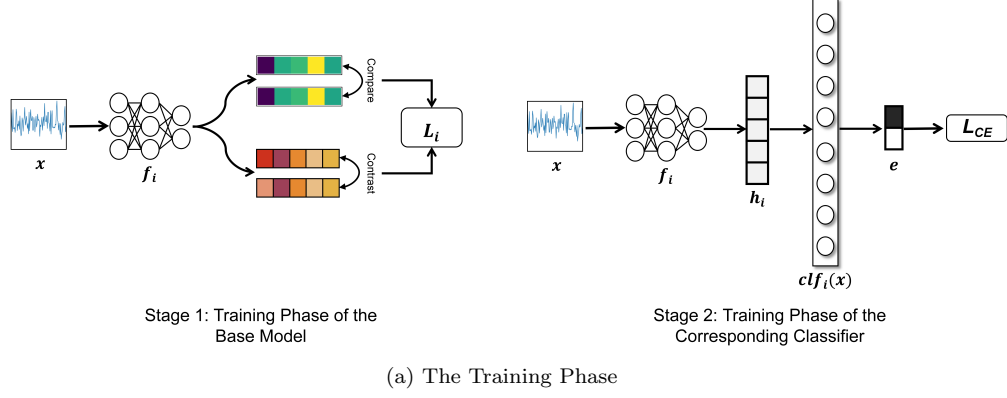 x
f_i
Compare
Contrast
L_i
Stage 1: Training Phase of the
Base Model
x
f_i
h_i
clf_i(x)
e
L_CE
Stage 2: Training Phase of the
Corresponding Classifier
(a) The Training Phase